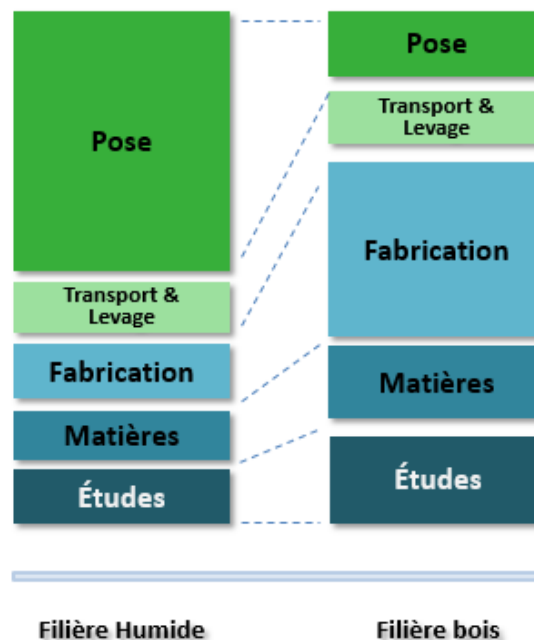 Pose
Transport &
Levage
Fabrication
Matières
Études
Filière Humide
Pose
Transport &
Levage
Fabrication
Matières
Études
Filière bois